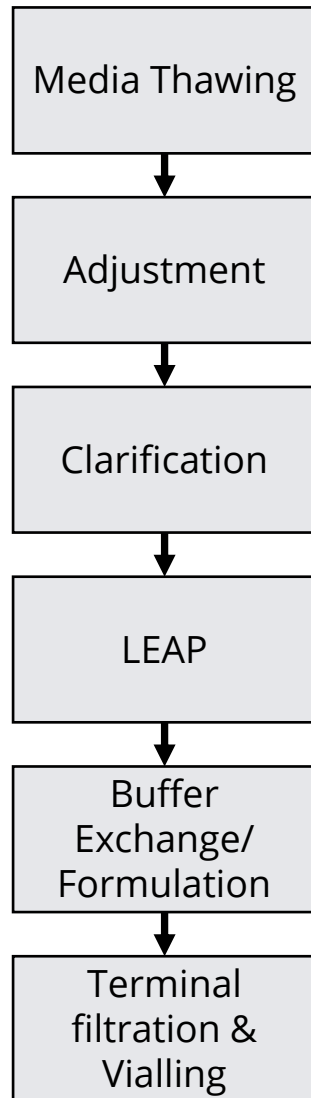 Media Thawing
Adjustment
Clarification
LEAP
Buffer
Exchange/
Formulation
Terminal
filtration &
Vialling